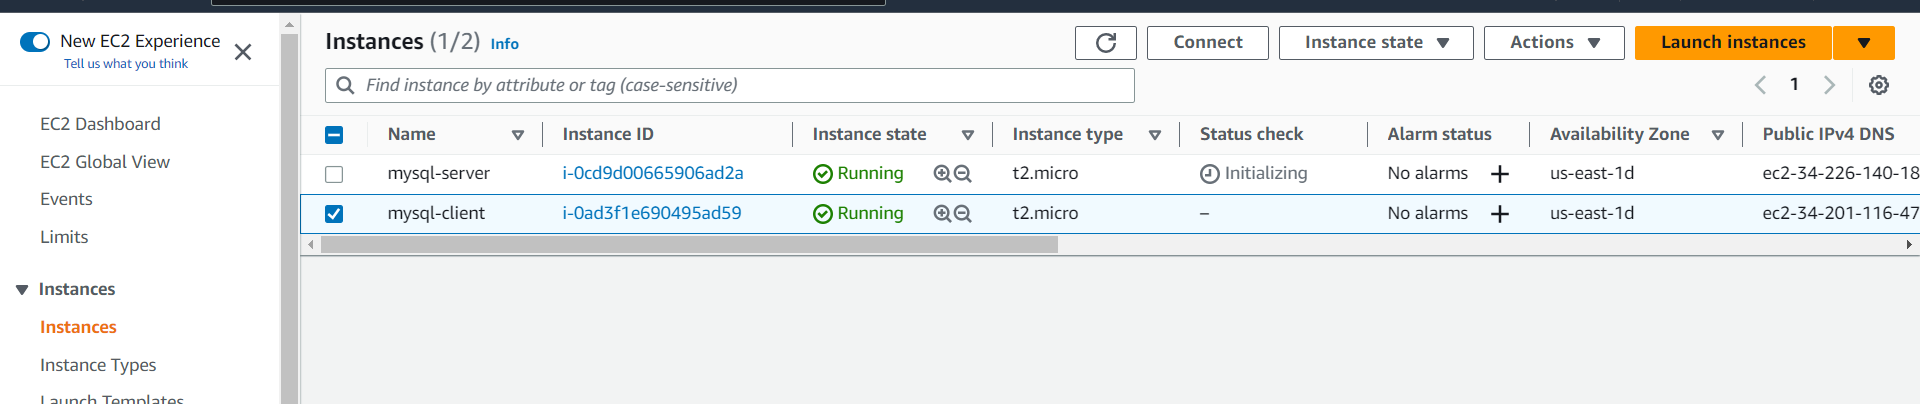 New EC2 Experience
Tell us what you think
EC2 Dashboard
EC2 Global View
Events
Limits
Instances
Instances
Instance Types
Launch Templates
Instances (1/2) Info
Connect
Instance state
Actions
Launch instances
Find instance by attribute or tag (case-sensitive)
1
Name Instance ID Instance state Instance type Status check Alarm status Availability Zone Public IPv4 DNS
mysql-server i-0cd9d00665906ad2a Running t2.micro Initializing No alarms + us-east-1d ec2-34-226-140-18
mysql-client i-0ad3f1e690495ad59 Running t2.micro – No alarms + us-east-1d ec2-34-201-116-47